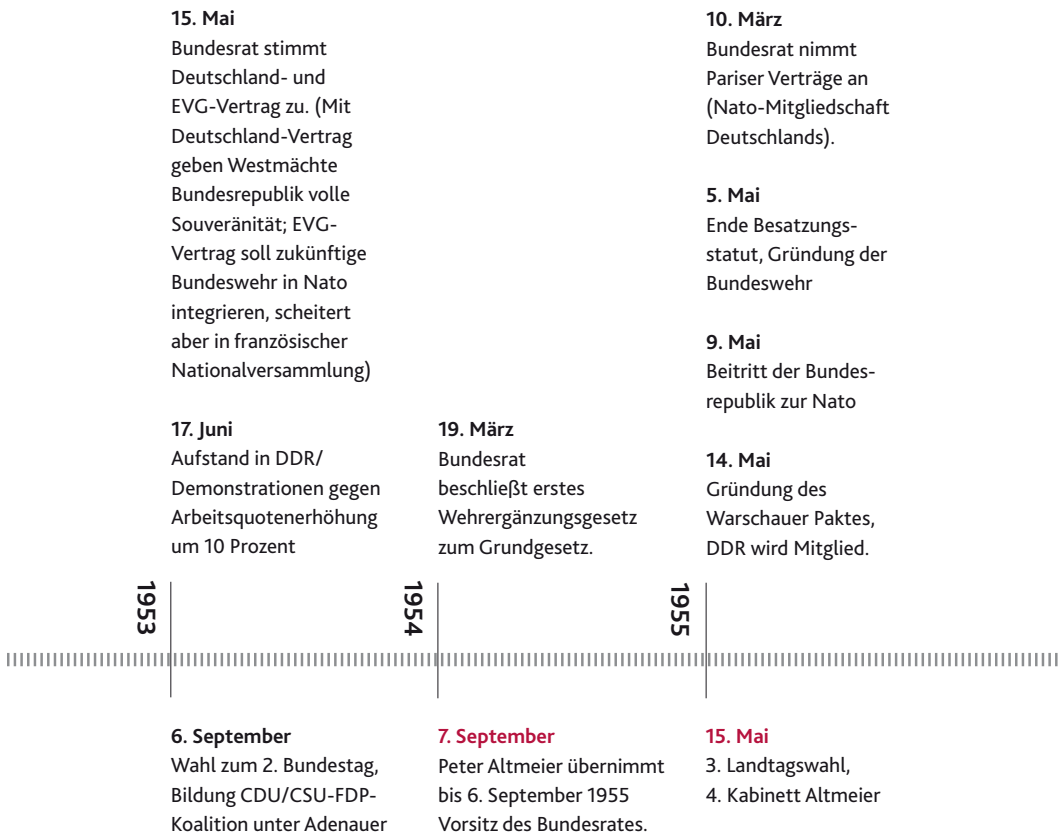 15. Mai
Bundesrat stimmt
Deutschland- und
EVG-Vertrag zu. (Mit
Deutschland-Vertrag
geben Westmächte
Bundesrepublik volle
Souveränität; EVG-
Vertrag soll zukünftige
Bundeswehr in Nato
integrieren, scheitert
aber in französischer
Nationalversammlung)
17. Juni
Aufstand in DDR/
Demonstrationen gegen
Arbeitsquotenerhöhung
um 10 Prozent
1953
6. September
Wahl zum 2. Bundestag,
Bildung CDU/CSU-FDP-
Koalition unter Adenauer
19. März
Bundesrat
beschließt erstes
Wehrergänzungsgesetz
zum Grundgesetz.
1954
7. September
Peter Altmeier übernimmt
bis 6. September 1955
Vorsitz des Bundesrates.
10. März
Bundesrat nimmt
Pariser Verträge an
(Nato-Mitgliedschaft
Deutschlands).
5. Mai
Ende Besatzungs-
statut, Gründung der
Bundeswehr
9. Mai
Beitritt der Bundes-
republik zur Nato
14. Mai
Gründung des
Warschauer Paktes,
DDR wird Mitglied.
1955
15. Mai
3. Landtagswahl,
4. Kabinett Altmeier